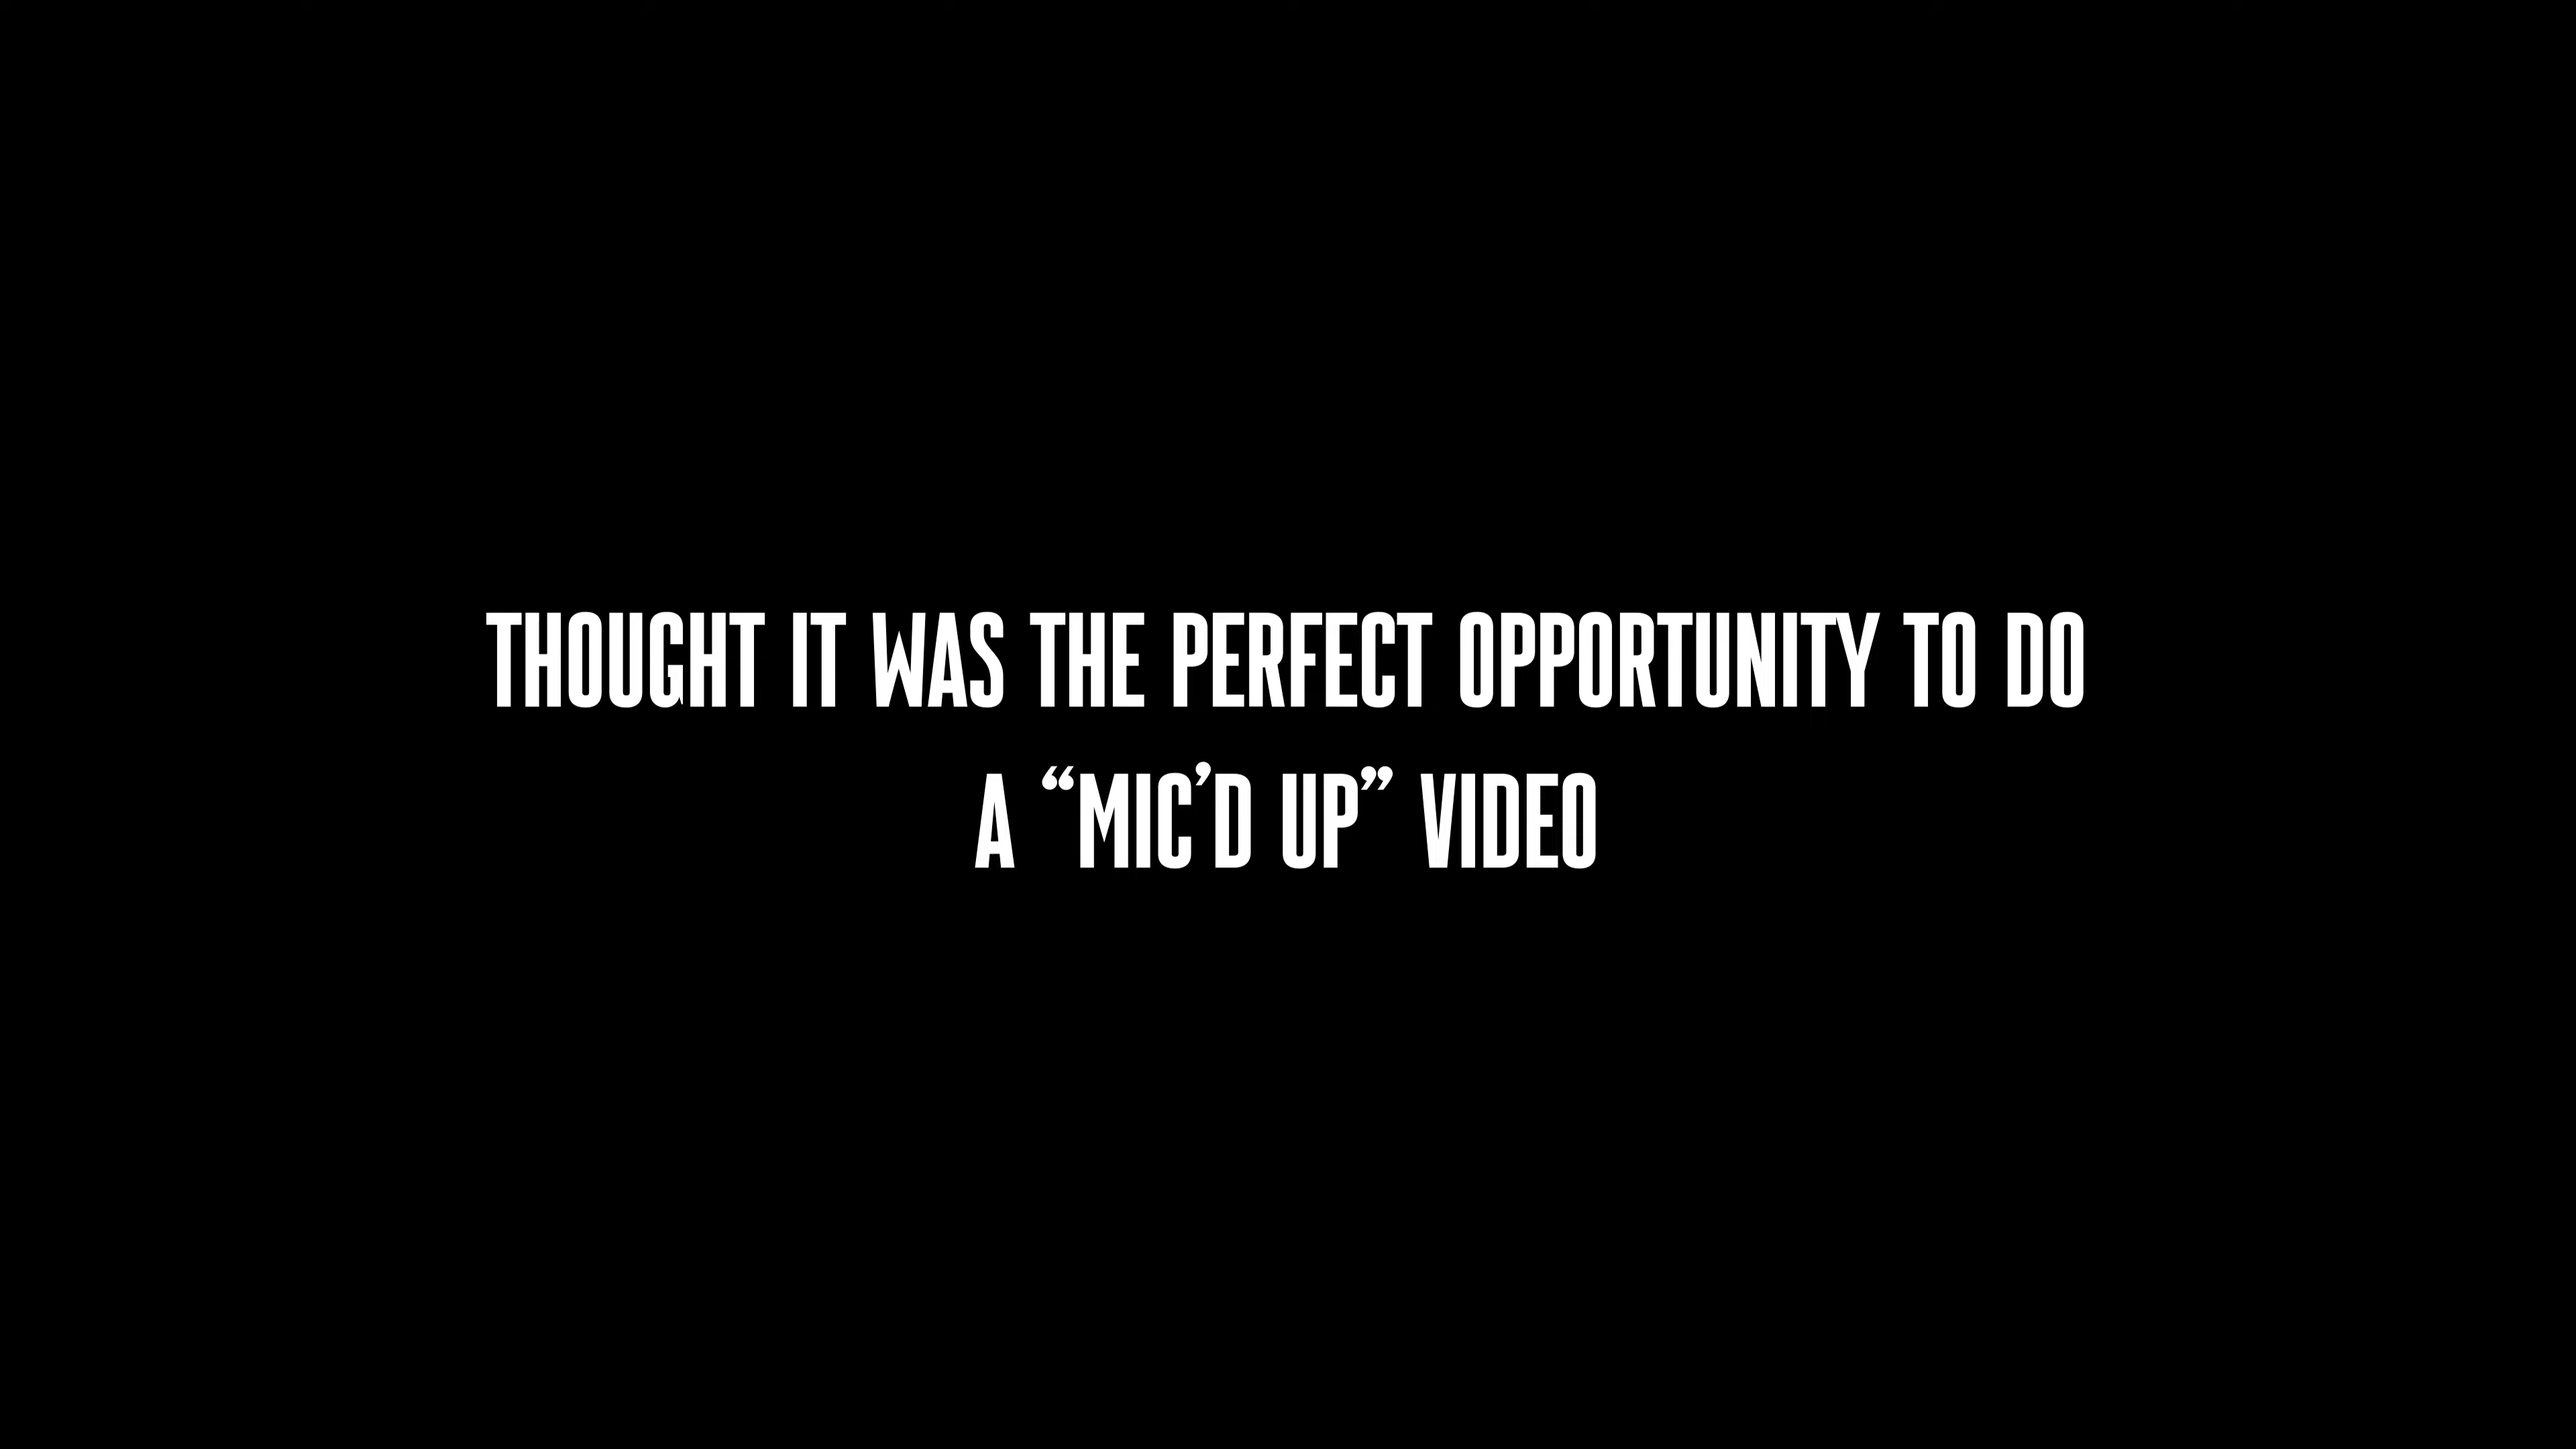 THOUGHT IT WAS THE PERFECT OPPORTUNITY TO DO
A “MIC’D UP” VIDEO